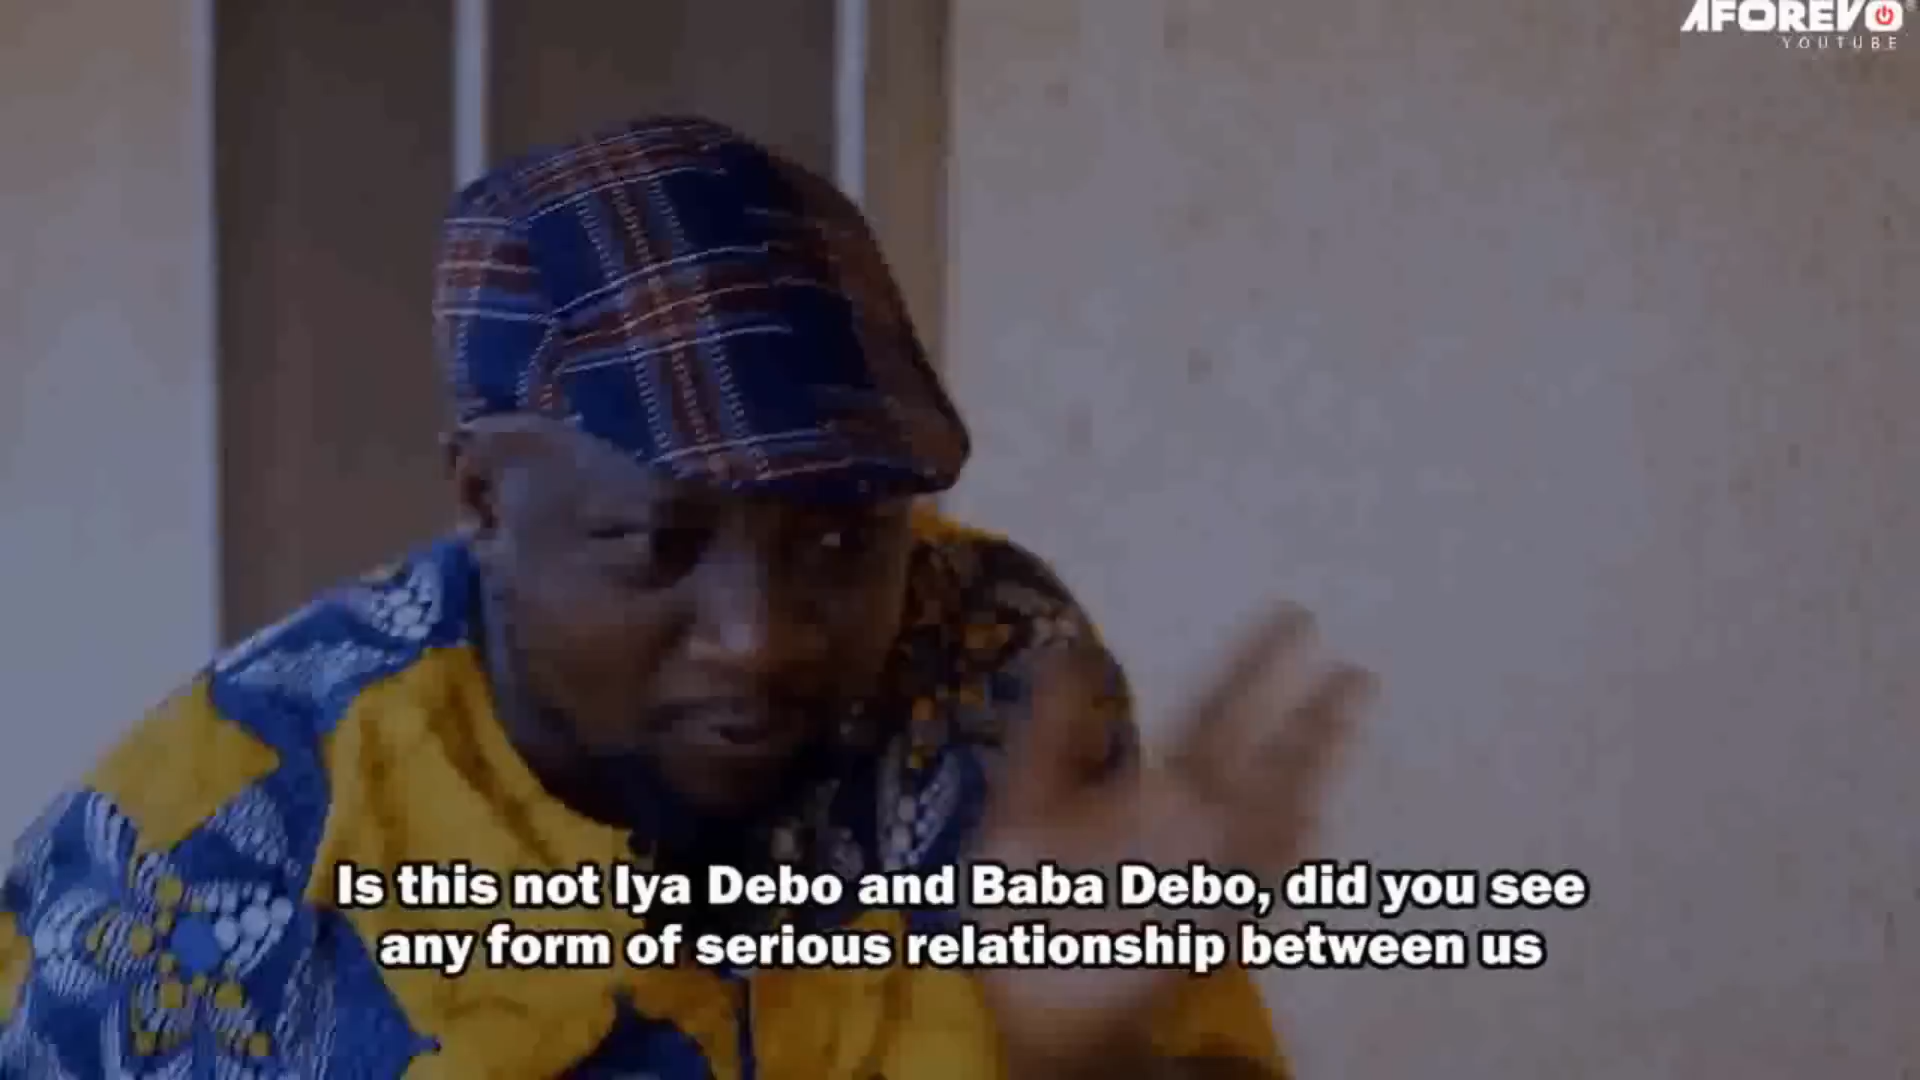 AFOREVO
YOUTUBE
Is this not Iya Debo and Baba Debo, did you see
any form of serious relationship between us